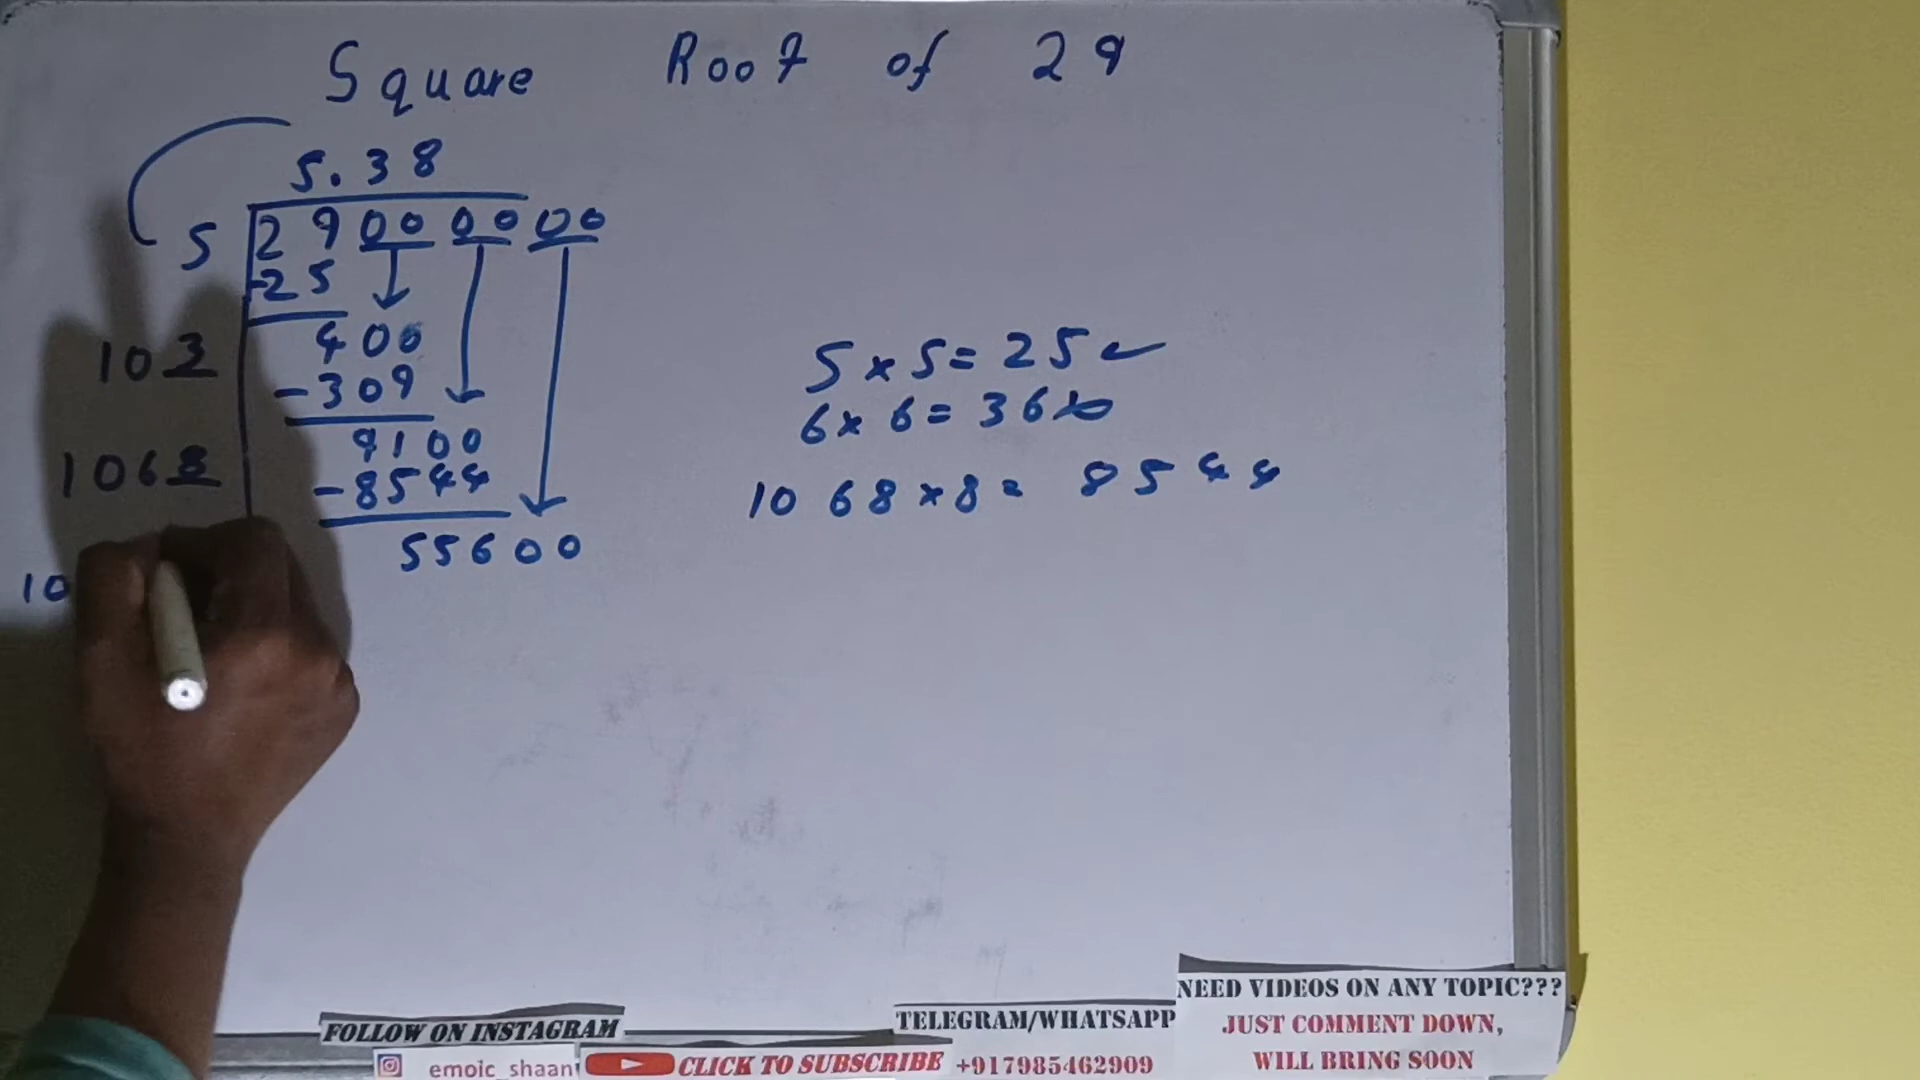 Square Root of 29
5.38
5 29 00 00 00
-25
103 400
-309
1068 9100
-8544
55600
10
5 x 5 = 25
6 x 6 = 36
1068 x 8 = 8544
NEED VIDEOS ON ANY TOPIC???
JUST COMMENT DOWN,
WILL BRING SOON
FOLLOW ON INSTAGRAM
emoic_shaan
CLICK TO SUBSCRIBE
TELEGRAM/WHATSAPP
+917985462909